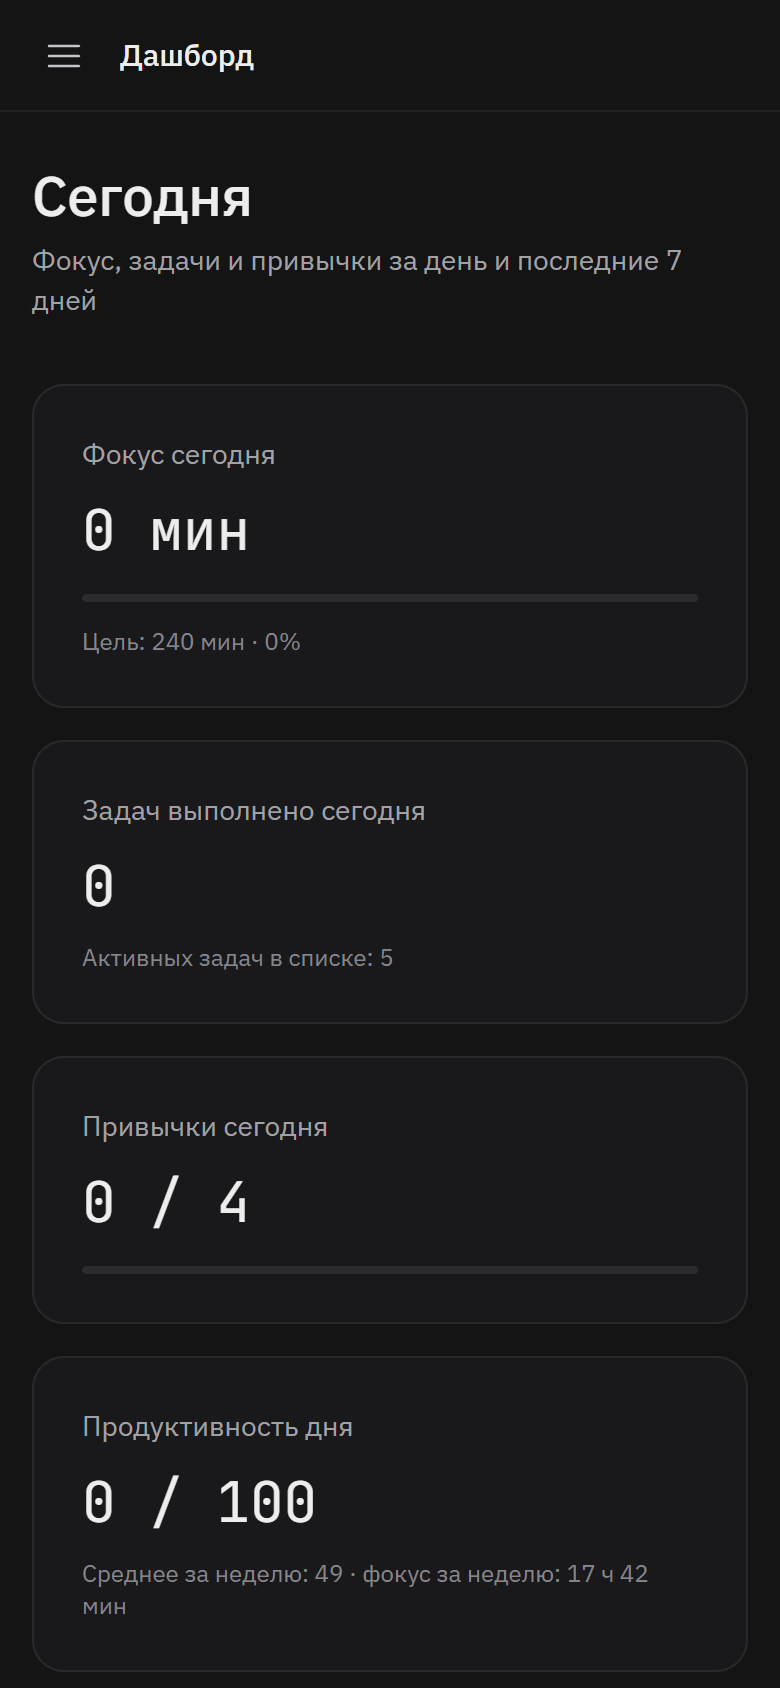 Дашборд
Сегодня
Фокус, задачи и привычки за день и последние 7
дней
Фокус сегодня
0 мин
Цель: 240 мин · 0%
Задач выполнено сегодня
0
Активных задач в списке: 5
Привычки сегодня
0 / 4
Продуктивность дня
0 / 100
Среднее за неделю: 49 · фокус за неделю: 17 ч 42
мин